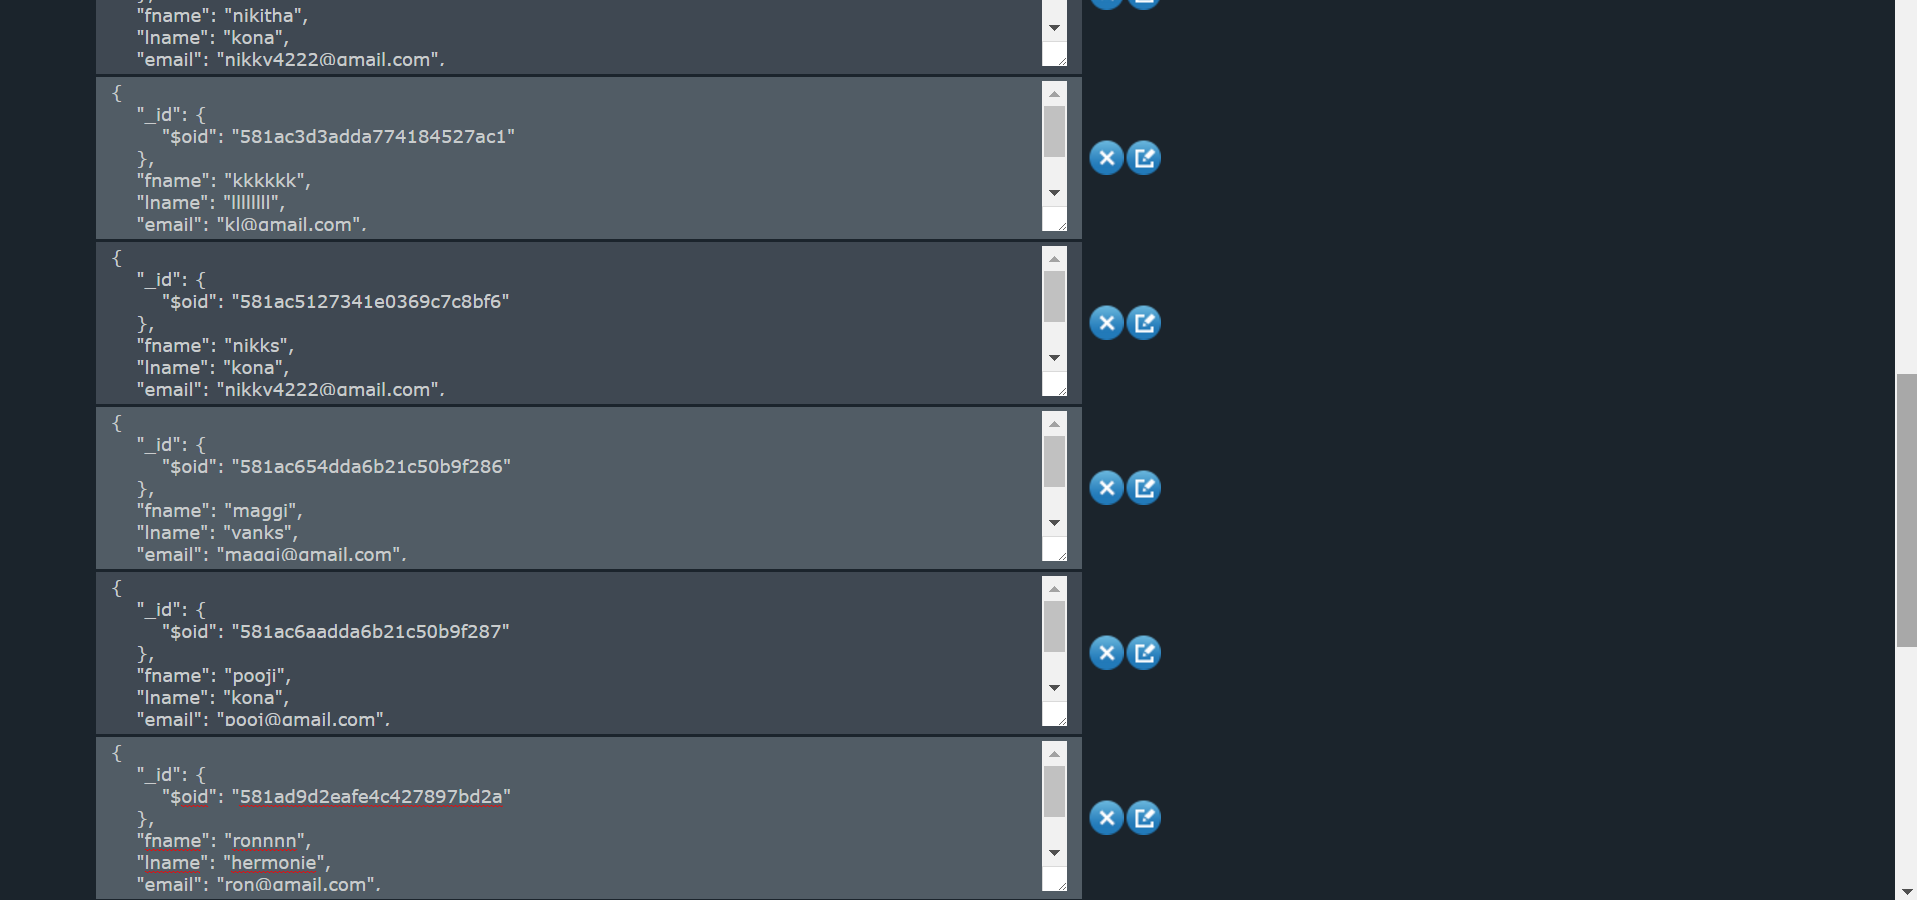 },
"fname": "nikitha",
"lname": "kona",
"email": "nikky4222@gmail.com",
{
"_id": {
"$oid": "581ac3d3adda774184527ac1"
},
"fname": "kkkkkk",
"lname": "llllllll",
"email": "kl@gmail.com",
{
"_id": {
"$oid": "581ac5127341e0369c7c8bf6"
},
"fname": "nikks",
"lname": "kona",
"email": "nikky4222@gmail.com",
{
"_id": {
"$oid": "581ac654dda6b21c50b9f286"
},
"fname": "maggi",
"lname": "vanks",
"email": "maggi@gmail.com",
{
"_id": {
"$oid": "581ac6aadda6b21c50b9f287"
},
"fname": "pooji",
"lname": "kona",
"email": "pooj@gmail.com",
{
"_id": {
"$oid": "581ad9d2eafe4c427897bd2a"
},
"fname": "ronnnn",
"lname": "hermonie",
"email": "ron@gmail.com",